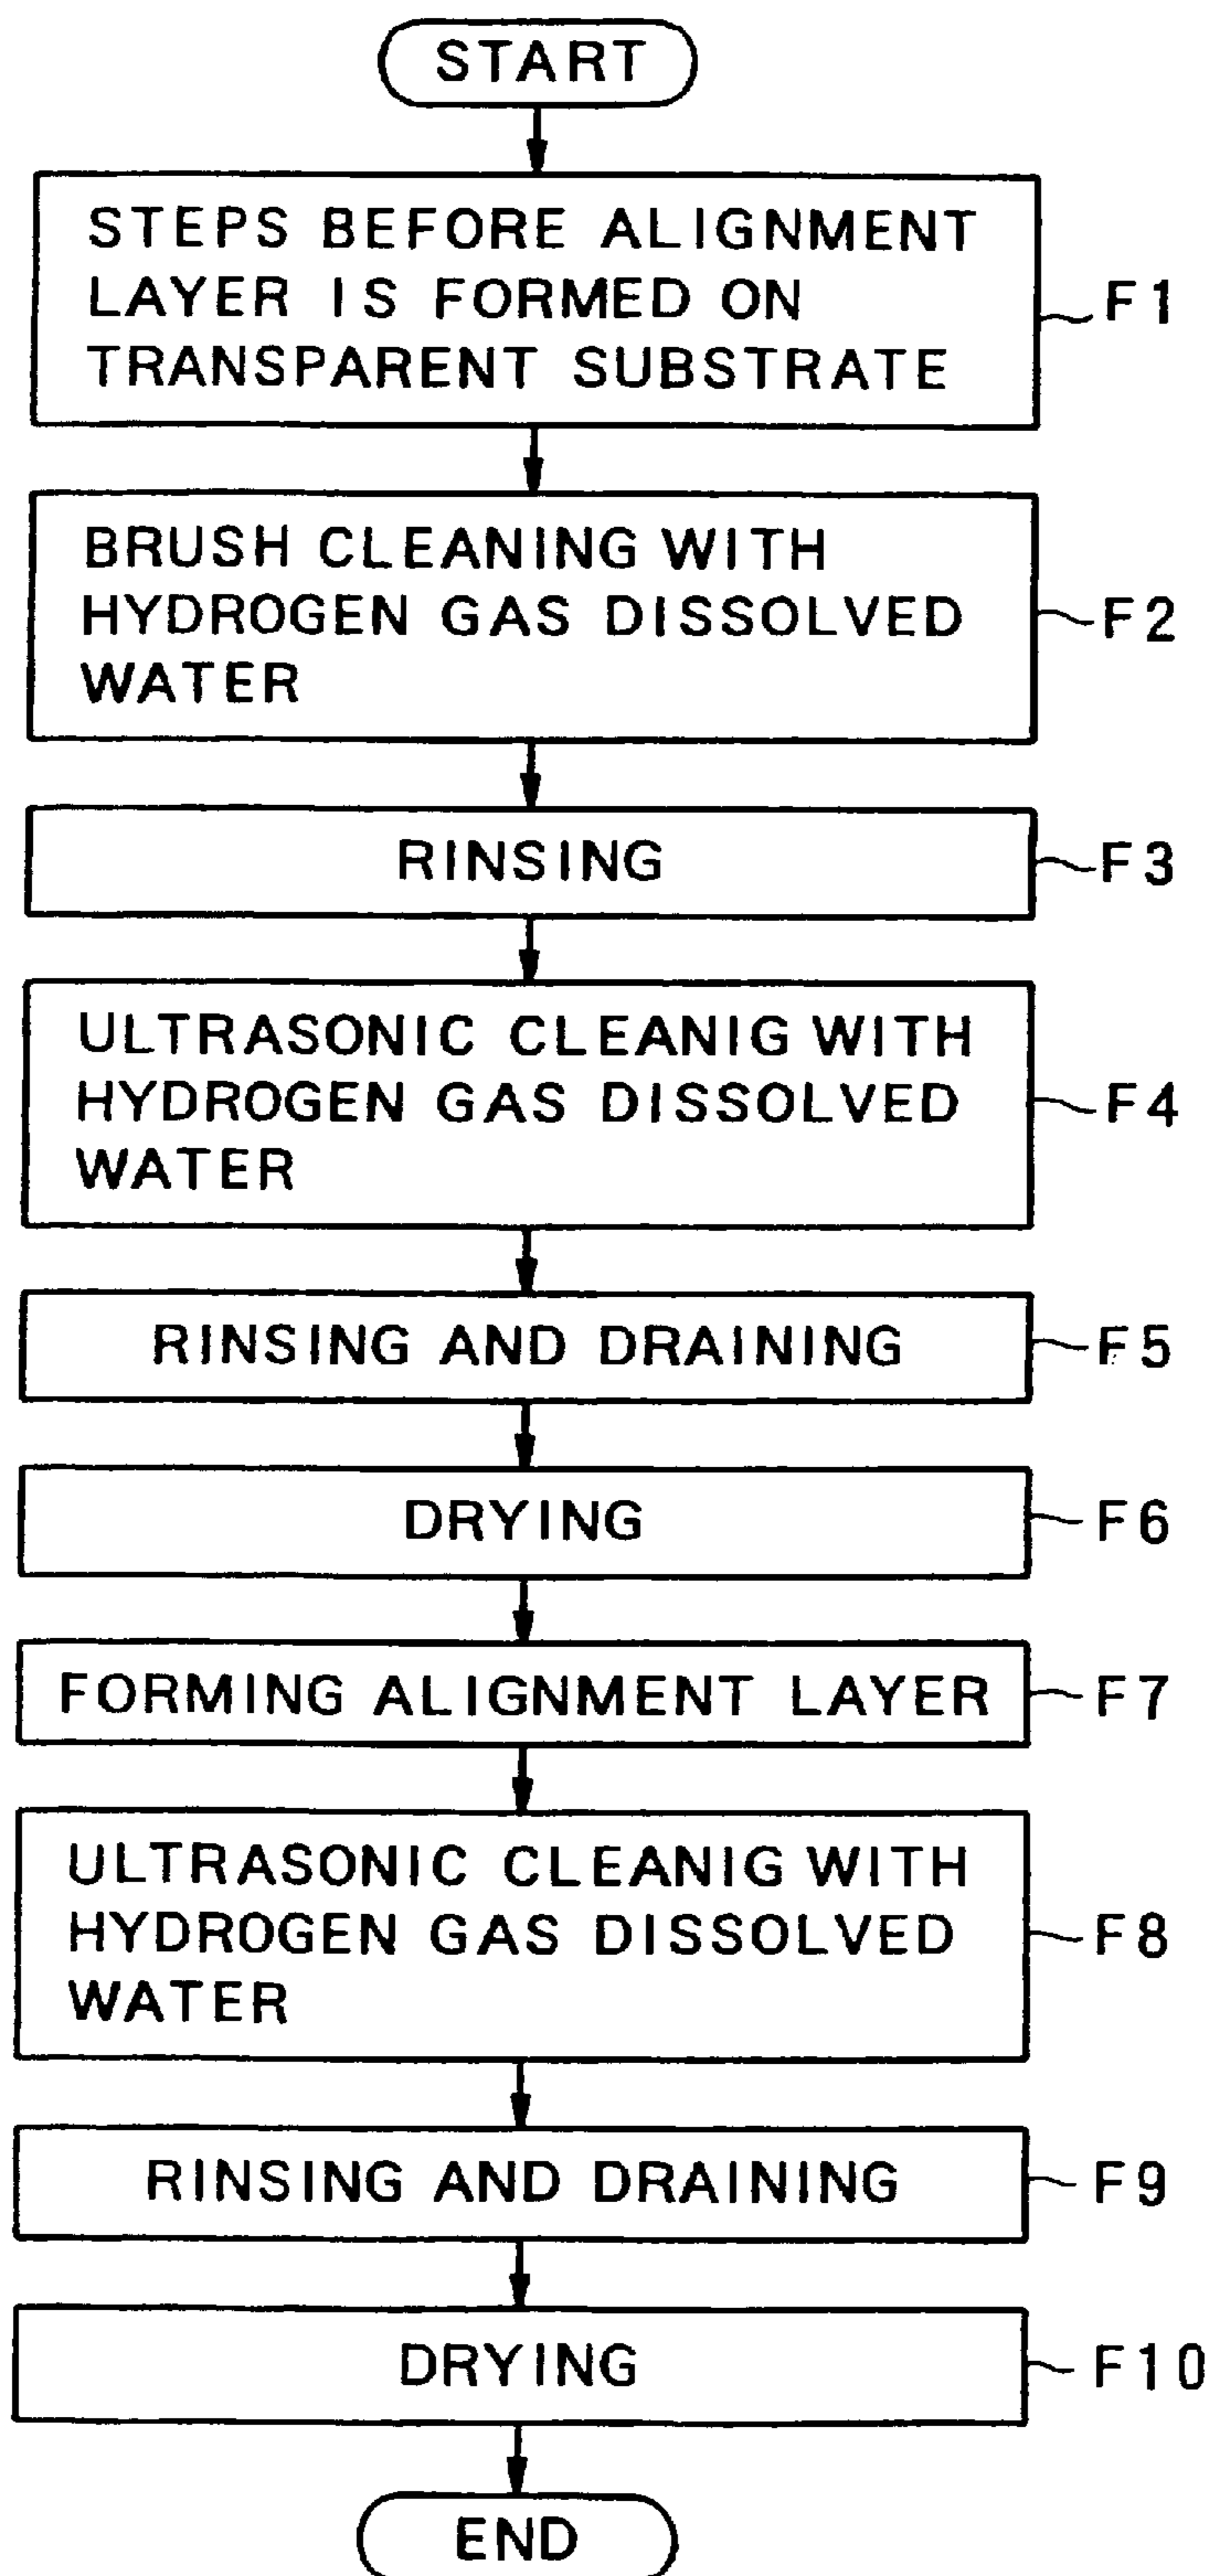 START
STEPS BEFORE ALIGNMENT
LAYER IS FORMED ON
TRANSPARENT SUBSTRATE
F1
BRUSH CLEANING WITH
HYDROGEN GAS DISSOLVED
WATER
F2
RINSING
F3
ULTRASONIC CLEANIG WITH
HYDROGEN GAS DISSOLVED
WATER
F4
RINSING AND DRAINING
F5
DRYING
F6
FORMING ALIGNMENT LAYER
F7
ULTRASONIC CLEANIG WITH
HYDROGEN GAS DISSOLVED
WATER
F8
RINSING AND DRAINING
F9
DRYING
F10
END